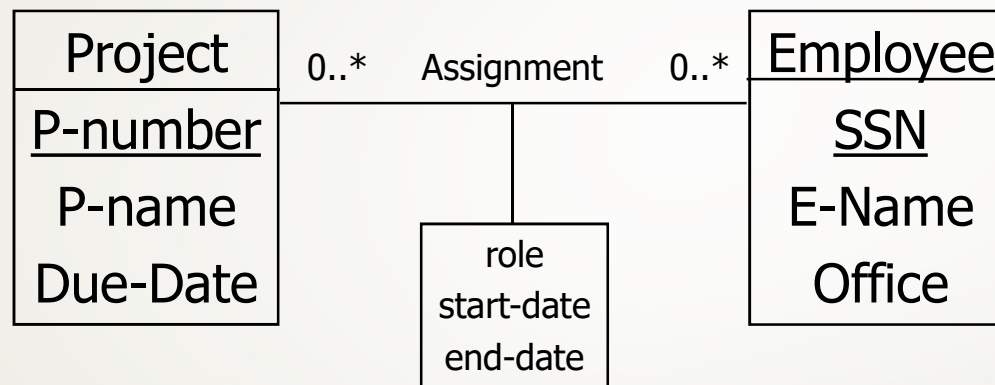 Project
P-number
P-name
Due-Date
0..* Assignment 0..*
role
start-date
end-date
Employee
SSN
E-Name
Office